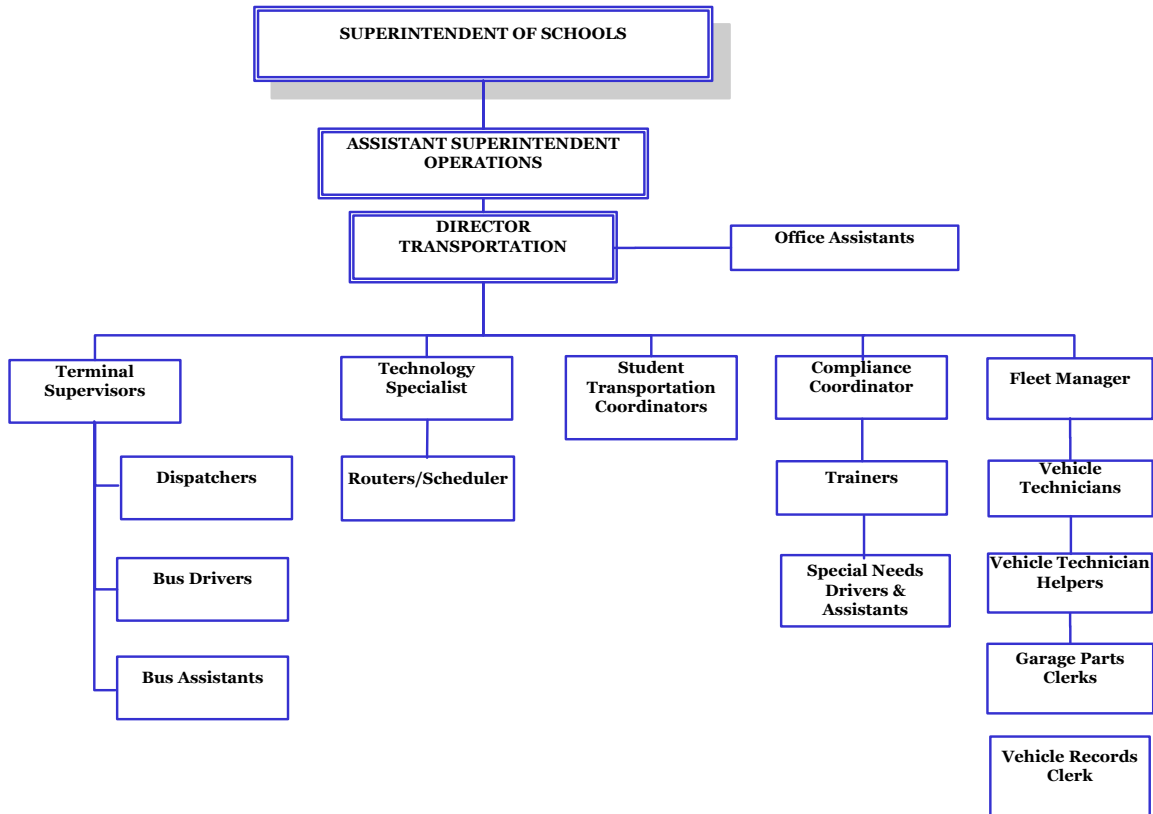 SUPERINTENDENT OF SCHOOLS
ASSISTANT SUPERINTENDENT
OPERATIONS
DIRECTOR
TRANSPORTATION
Office Assistants
Terminal
Supervisors
Technology
Specialist
Student
Transportation
Coordinators
Compliance
Coordinator
Fleet Manager
Dispatchers
Bus Drivers
Bus Assistants
Routers/Scheduler
Trainers
Special Needs
Drivers &
Assistants
Vehicle
Technicians
Vehicle Technician
Helpers
Garage Parts
Clerks
Vehicle Records
Clerk